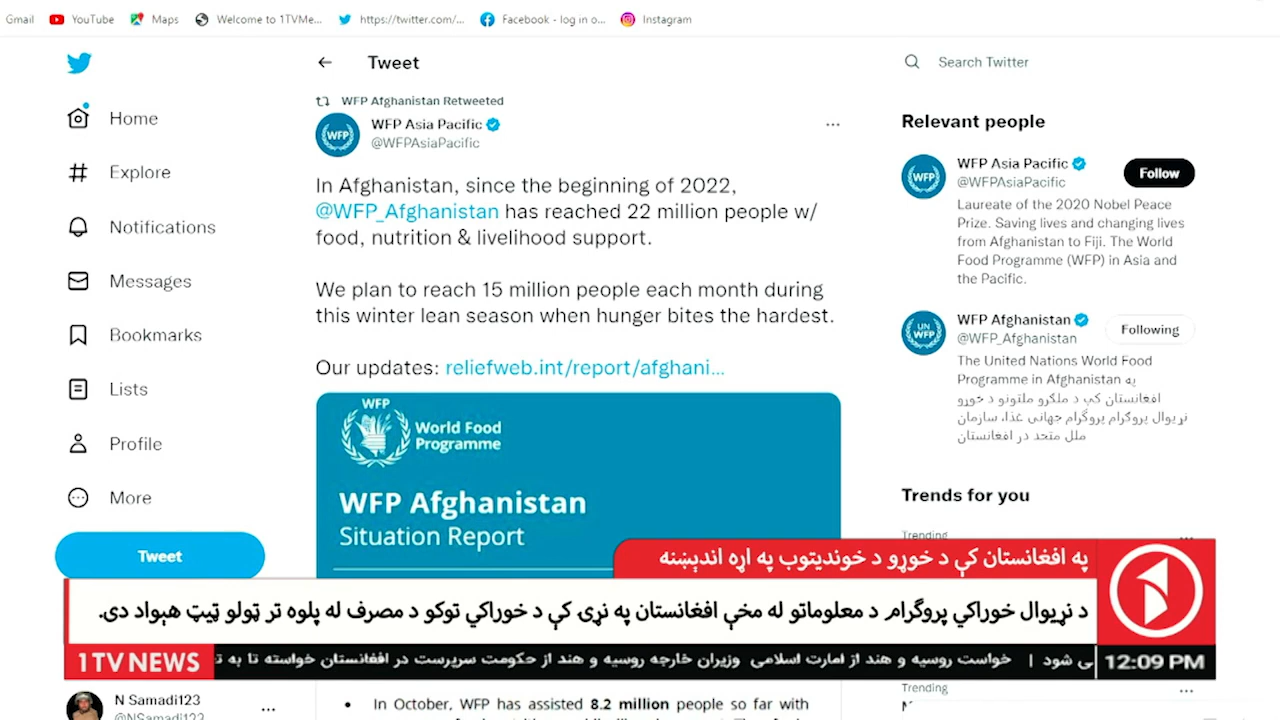 Gmail
YouTube
Maps
Welcome to 1TVMe...
https://twitter.com/...
Facebook - log in o...
Instagram
Home
Explore
Notifications
Messages
Bookmarks
Lists
Profile
More
Tweet
N Samadi123
@NSamadi123
Tweet
WFP Afghanistan Retweeted
WFP
WFP Asia Pacific
@WFPAsiaPacific
In Afghanistan, since the beginning of 2022,
@WFP_Afghanistan has reached 22 million people w/
food, nutrition & livelihood support.
We plan to reach 15 million people each month during
this winter lean season when hunger bites the hardest.
Our updates: reliefweb.int/report/afghani...
WFP
World Food
Programme
WFP Afghanistan
Situation Report
In October, WFP has assisted 8.2 million people so far with
Search Twitter
Relevant people
WFP
WFP Asia Pacific
@WFPAsiaPacific
Follow
Laureate of the 2020 Nobel Peace
Prize. Saving lives and changing lives
from Afghanistan to Fiji. The World
Food Programme (WFP) in Asia and
the Pacific.
UN
WFP
WFP Afghanistan
@WFP_Afghanistan
Following
The United Nations World Food
Programme in Afghanistan په
افغانستان کې د ملګرو ملتونو د خوړو
نړیوال پروګرام پروگرام جهانی غذا، سازمان
ملل متحد در افغانستان
Trends for you
Trending
په افغانستان کې د خوړو د خوندیتوب په اړه اندېښنه
د نړیوال خوراکي پروګرام د معلوماتو له مخې افغانستان په نړۍ کې د خوراکي توکو د مصرف له پلوه تر ټولو ټیټ هېواد دی.
1TV NEWS
ی شود | خواست روسیه و هند از امارت اسلامی وزیران خارجه روسیه و هند از حکومت سرپرست در افغانستان خواسته تا به ت
12:09 PM
Trending